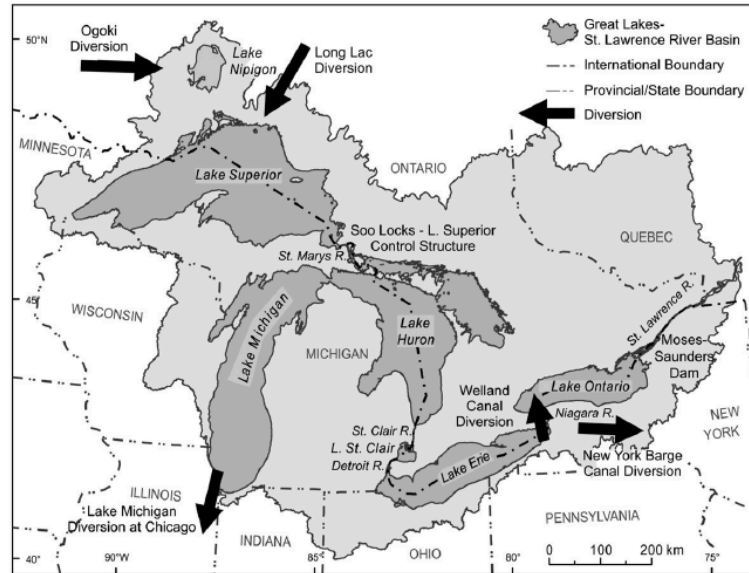 50°N
Ogoki
Diversion
Lake
Nipigon
Long Lac
Diversion
Great Lakes-
St. Lawrence River Basin
International Boundary
Provincial/State Boundary
Diversion
MINNESOTA
ONTARIO
Lake Superior
Soo Locks - L. Superior
Control Structure
St. Marys R.
QUEBEC
45
WISCONSIN
Lake Michigan
MICHIGAN
Lake
Huron
St. Lawrence R.
Moses-
Saunders
Dam
Welland
Canal
Diversion
Lake Ontario
Niagara R.
NEW
YORK
St. Clair R.
L. St. Clair
Detroit R.
Lake Erie
New York Barge
Canal Diversion
ILLINOIS
Lake Michigan
Diversion at Chicago
INDIANA
OHIO
PENNSYLVANIA
0 100 200 km
40°
90°W
85°
80°
75°